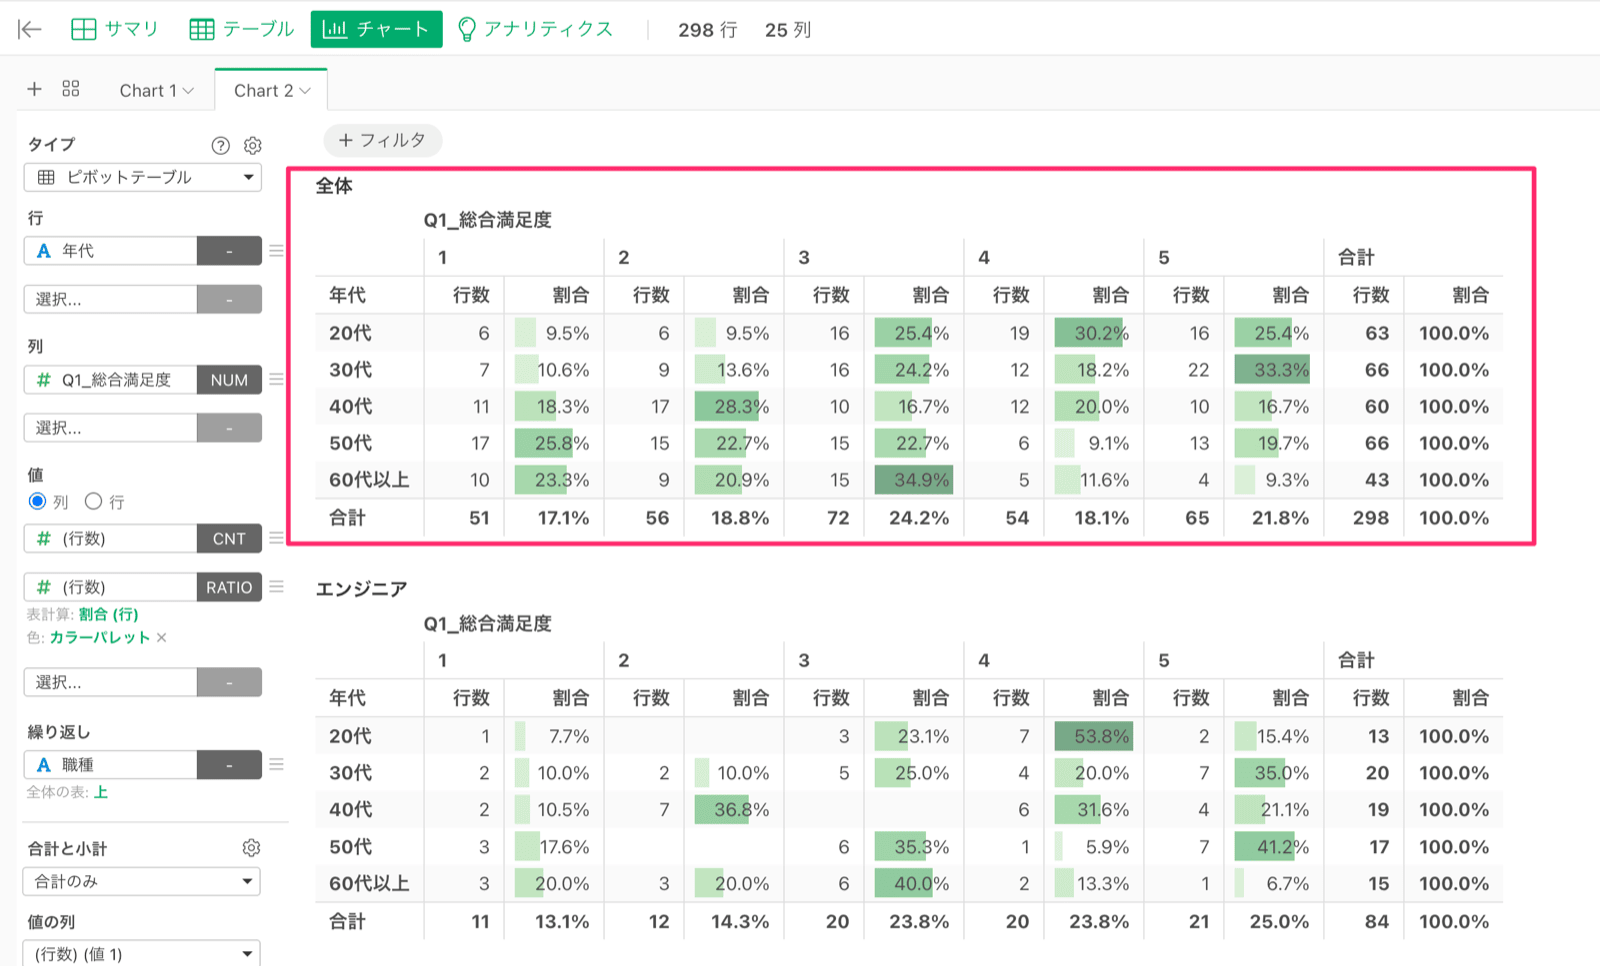 サマリ テーブル チャート アナリティクス 298 行 25 列
Chart 1 Chart 2
タイプ
ピボットテーブル
行
A 年代 -
選択... -
列
# Q1_総合満足度 NUM
選択... -
値
列 行
# (行数) CNT
# (行数) RATIO
表計算: 割合 (行)
色: カラーパレット ×
選択... -
繰り返し
A 職種 -
全体の表: 上
合計と小計
合計のみ
値の列
(行数) (値 1)
+ フィルタ
全体
Q1_総合満足度
1 2 3 4 5 合計
年代 行数 割合 行数 割合 行数 割合 行数 割合 行数 割合 行数 割合
20代 6 9.5% 6 9.5% 16 25.4% 19 30.2% 16 25.4% 63 100.0%
30代 7 10.6% 9 13.6% 16 24.2% 12 18.2% 22 33.3% 66 100.0%
40代 11 18.3% 17 28.3% 10 16.7% 12 20.0% 10 16.7% 60 100.0%
50代 17 25.8% 15 22.7% 15 22.7% 6 9.1% 13 19.7% 66 100.0%
60代以上 10 23.3% 9 20.9% 15 34.9% 5 11.6% 4 9.3% 43 100.0%
合計 51 17.1% 56 18.8% 72 24.2% 54 18.1% 65 21.8% 298 100.0%
エンジニア
Q1_総合満足度
1 2 3 4 5 合計
年代 行数 割合 行数 割合 行数 割合 行数 割合 行数 割合 行数 割合
20代 1 7.7% 3 23.1% 7 53.8% 2 15.4% 13 100.0%
30代 2 10.0% 2 10.0% 5 25.0% 4 20.0% 7 35.0% 20 100.0%
40代 2 10.5% 7 36.8% 6 31.6% 4 21.1% 19 100.0%
50代 3 17.6% 6 35.3% 1 5.9% 7 41.2% 17 100.0%
60代以上 3 20.0% 3 20.0% 6 40.0% 2 13.3% 1 6.7% 15 100.0%
合計 11 13.1% 12 14.3% 20 23.8% 20 23.8% 21 25.0% 84 100.0%